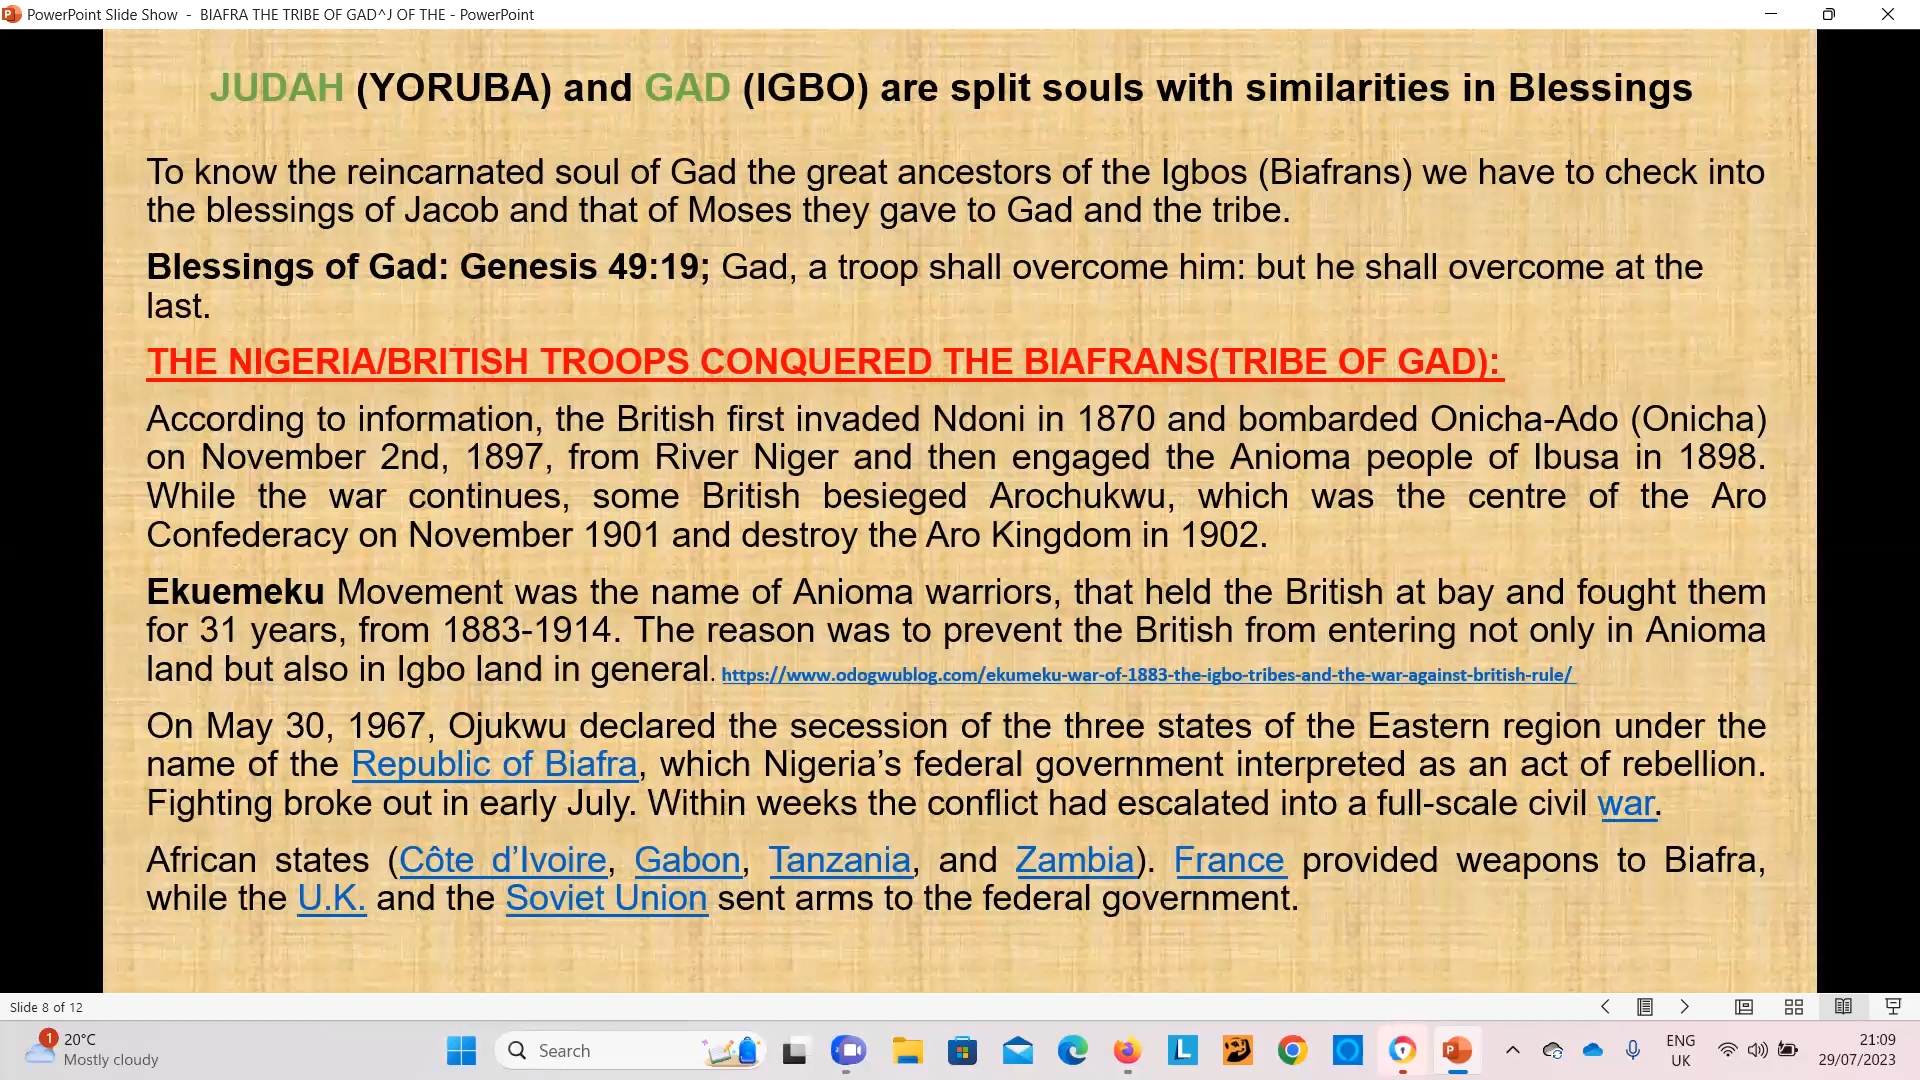 PowerPoint Slide Show - BIAFRA THE TRIBE OF GAD^J OF THE - PowerPoint
JUDAH (YORUBA) and GAD (IGBO) are split souls with similarities in Blessings
To know the reincarnated soul of Gad the great ancestors of the Igbos (Biafrans) we have to check into
the blessings of Jacob and that of Moses they gave to Gad and the tribe.
Blessings of Gad: Genesis 49:19; Gad, a troop shall overcome him: but he shall overcome at the
last.
THE NIGERIA/BRITISH TROOPS CONQUERED THE BIAFRANS(TRIBE OF GAD):
According to information, the British first invaded Ndoni in 1870 and bombarded Onicha-Ado (Onicha)
on November 2nd, 1897, from River Niger and then engaged the Anioma people of Ibusa in 1898.
While the war continues, some British besieged Arochukwu, which was the centre of the Aro
Confederacy on November 1901 and destroy the Aro Kingdom in 1902.
Ekuemeku Movement was the name of Anioma warriors, that held the British at bay and fought them
for 31 years, from 1883-1914. The reason was to prevent the British from entering not only in Anioma
land but also in Igbo land in general. https://www.odogwublog.com/ekumeku-war-of-1883-the-igbo-tribes-and-the-war-against-british-rule/
On May 30, 1967, Ojukwu declared the secession of the three states of the Eastern region under the
name of the Republic of Biafra, which Nigeria’s federal government interpreted as an act of rebellion.
Fighting broke out in early July. Within weeks the conflict had escalated into a full-scale civil war.
African states (Côte d’Ivoire, Gabon, Tanzania, and Zambia). France provided weapons to Biafra,
while the U.K. and the Soviet Union sent arms to the federal government.
Slide 8 of 12
1
20°C
Mostly cloudy
Search
L
ENG
UK
21:09
29/07/2023